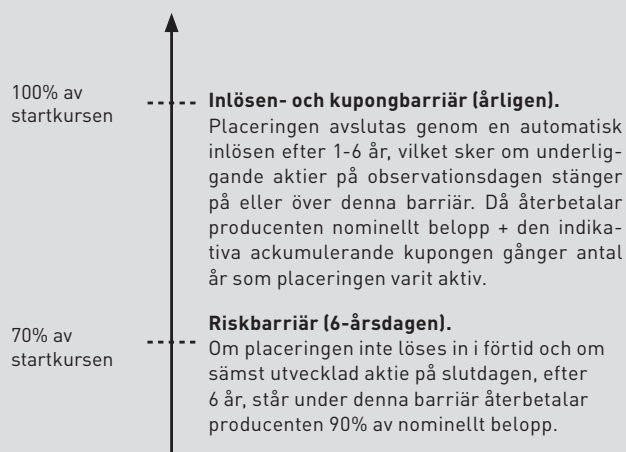 100% av
startkursen
Inlösen- och kupongbarriär (årligen).
Placeringen avslutas genom en automatisk
inlösen efter 1-6 år, vilket sker om underlig-
gande aktier på observationsdagen stänger
på eller över denna barriär. Då återbetalar
producenten nominellt belopp + den indika-
tiva ackumulerande kupongen gånger antal
år som placeringen varit aktiv.
70% av
startkursen
Riskbarriär (6-årsdagen).
Om placeringen inte löses in i förtid och om
sämst utvecklad aktie på slutdagen, efter
6 år, står under denna barriär återbetalar
producenten 90% av nominellt belopp.